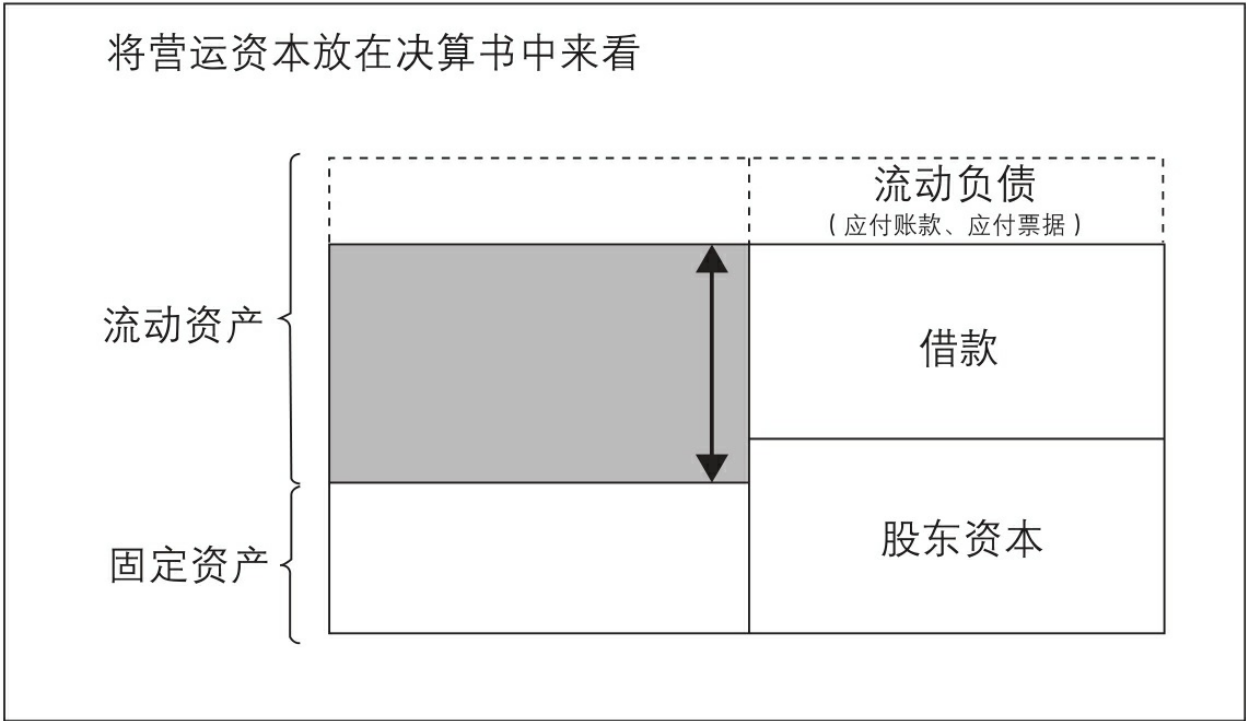 将营运资本放在决算书中来看
流动负债
（应付账款、应付票据）
流动资产
借款
股东资本
固定资产